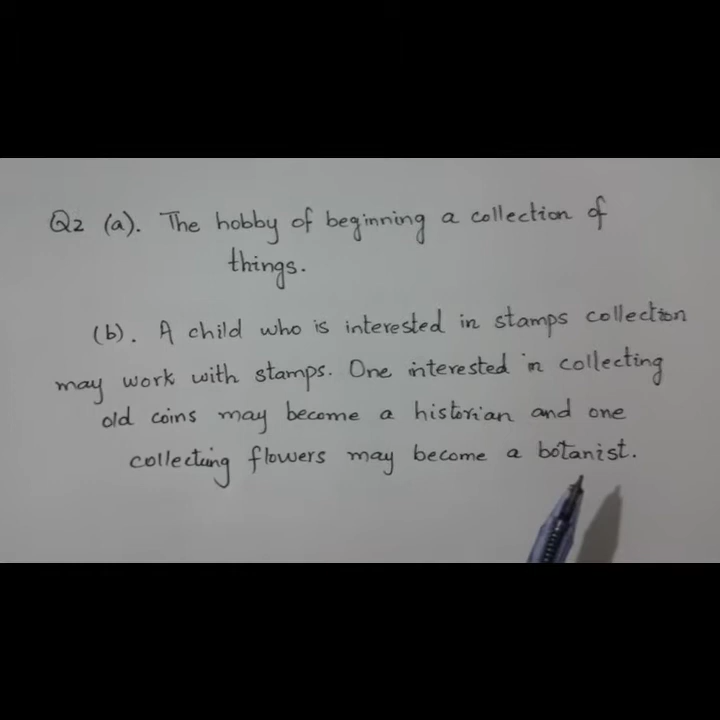 Q2 (a). The hobby of beginning a collection of
things.
(b). A child who is interested in stamps collection
may work with stamps. One interested in collecting
old coins may become a historian and one
collecting flowers may become a botanist.